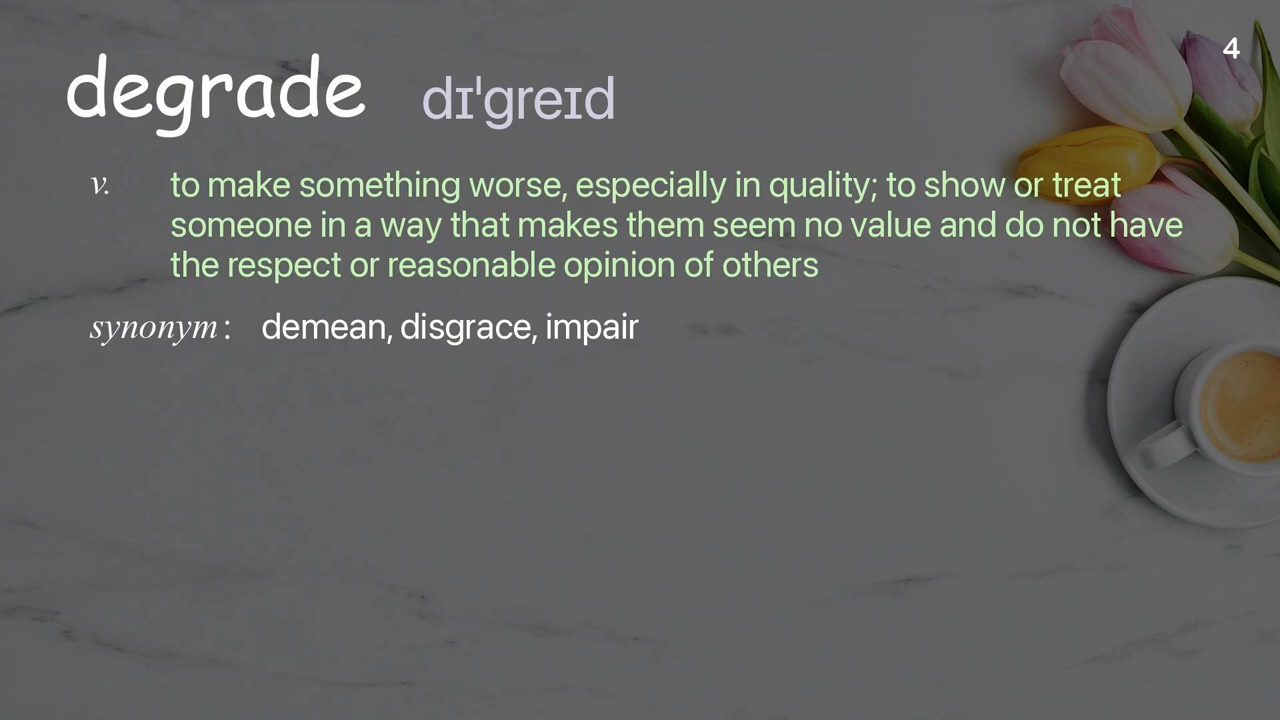 4
degrade dɪˈɡreɪd
v. to make something worse, especially in quality; to show or treat
someone in a way that makes them seem no value and do not have
the respect or reasonable opinion of others
synonym : demean, disgrace, impair